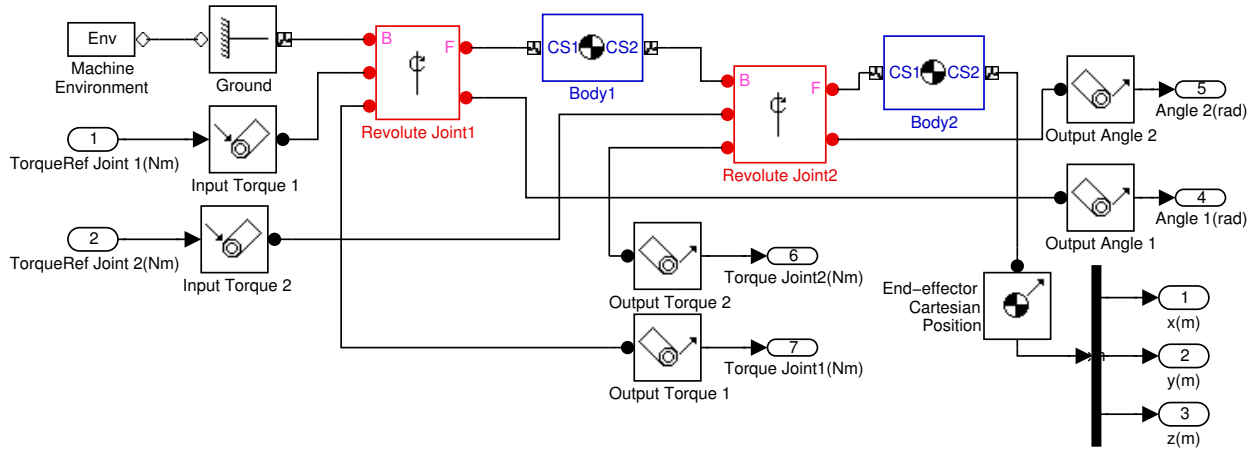 Env
Machine
Environment
Ground
B
F
Revolute Joint1
CS1
CS2
Body1
B
F
Revolute Joint2
CS1
CS2
Body2
Output Angle 2
5
Angle 2(rad)
1
TorqueRef Joint 1(Nm)
Input Torque 1
Output Angle 1
4
Angle 1(rad)
2
TorqueRef Joint 2(Nm)
Input Torque 2
Output Torque 2
6
Torque Joint2(Nm)
Output Torque 1
7
Torque Joint1(Nm)
End-effector
Cartesian
Position
1
x(m)
2
y(m)
3
z(m)